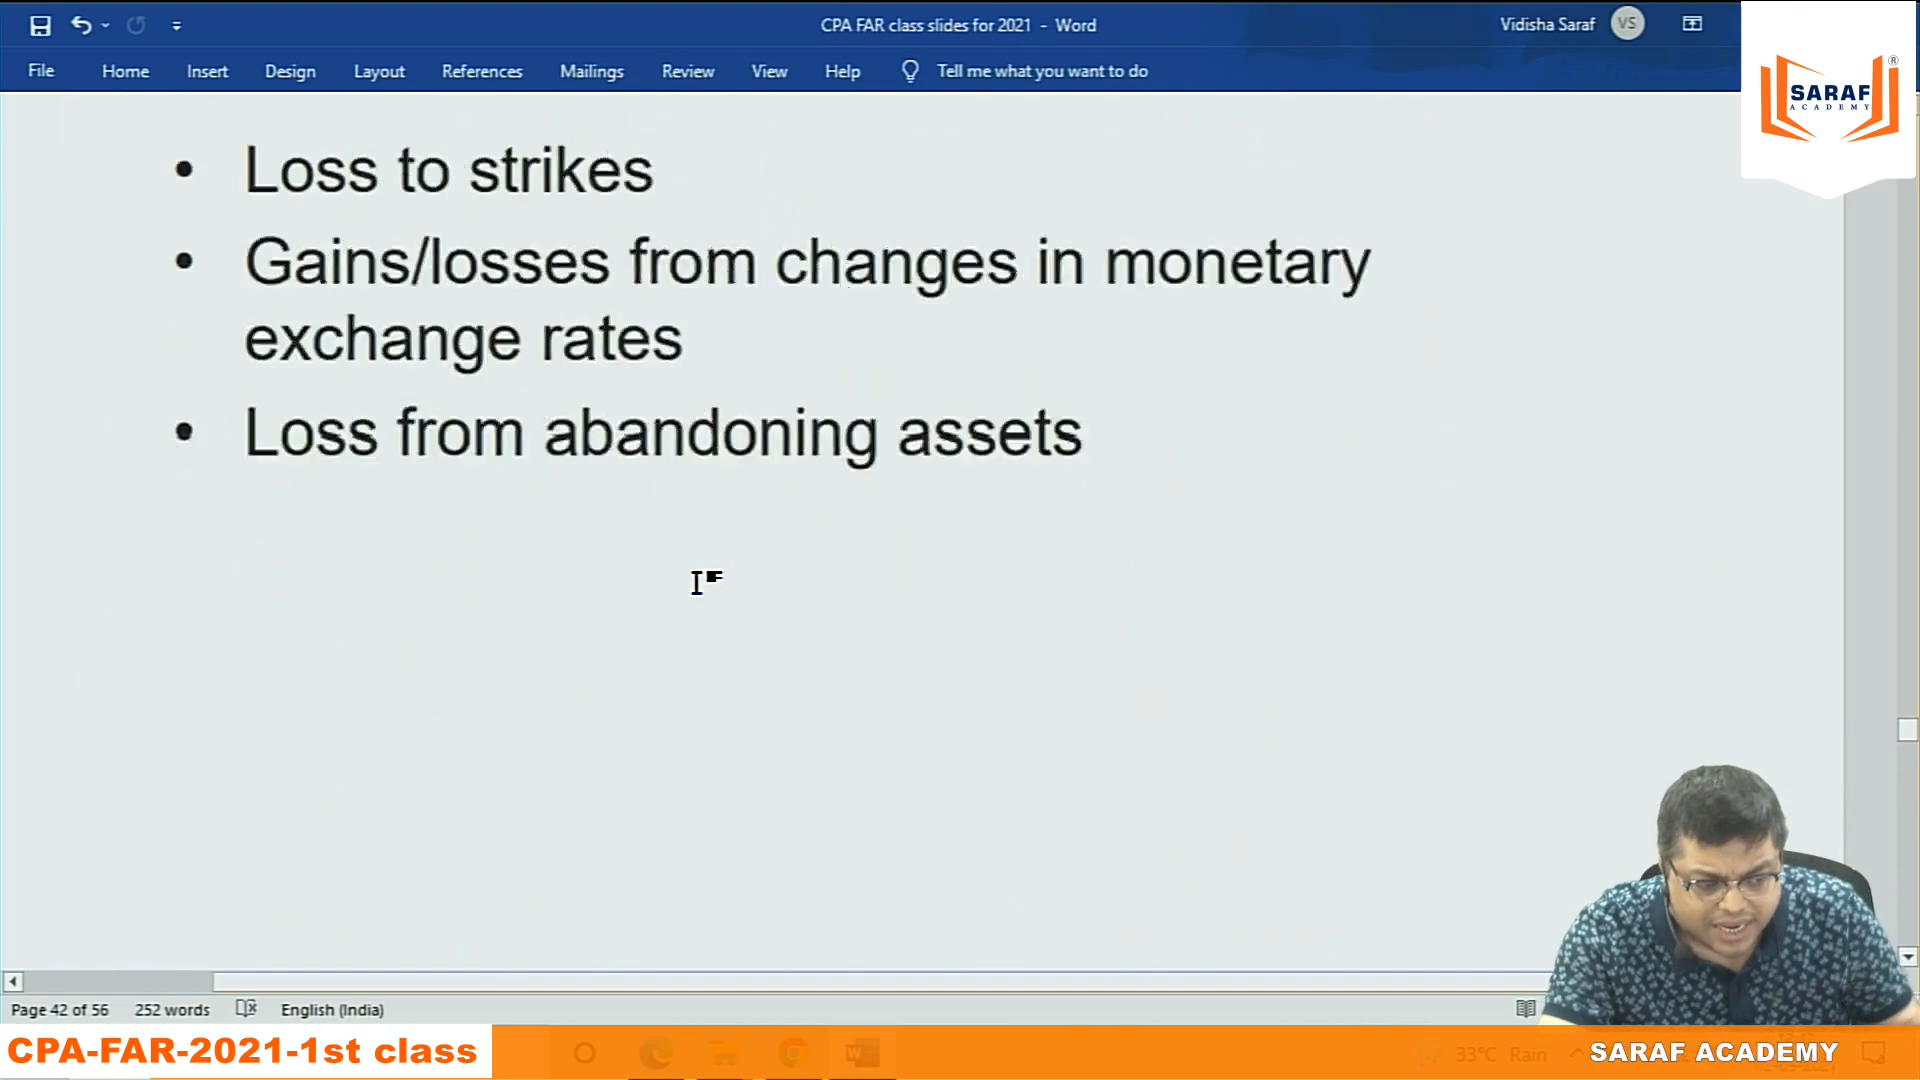 CPA FAR class slides for 2021 - Word
Vidisha Saraf
VS
File Home Insert Design Layout References Mailings Review View Help Tell me what you want to do
SARAF
ACADEMY
®
• Loss to strikes
• Gains/losses from changes in monetary
exchange rates
• Loss from abandoning assets
Page 42 of 56 252 words English (India)
CPA-FAR-2021-1st class
33°C Rain
SARAF ACADEMY